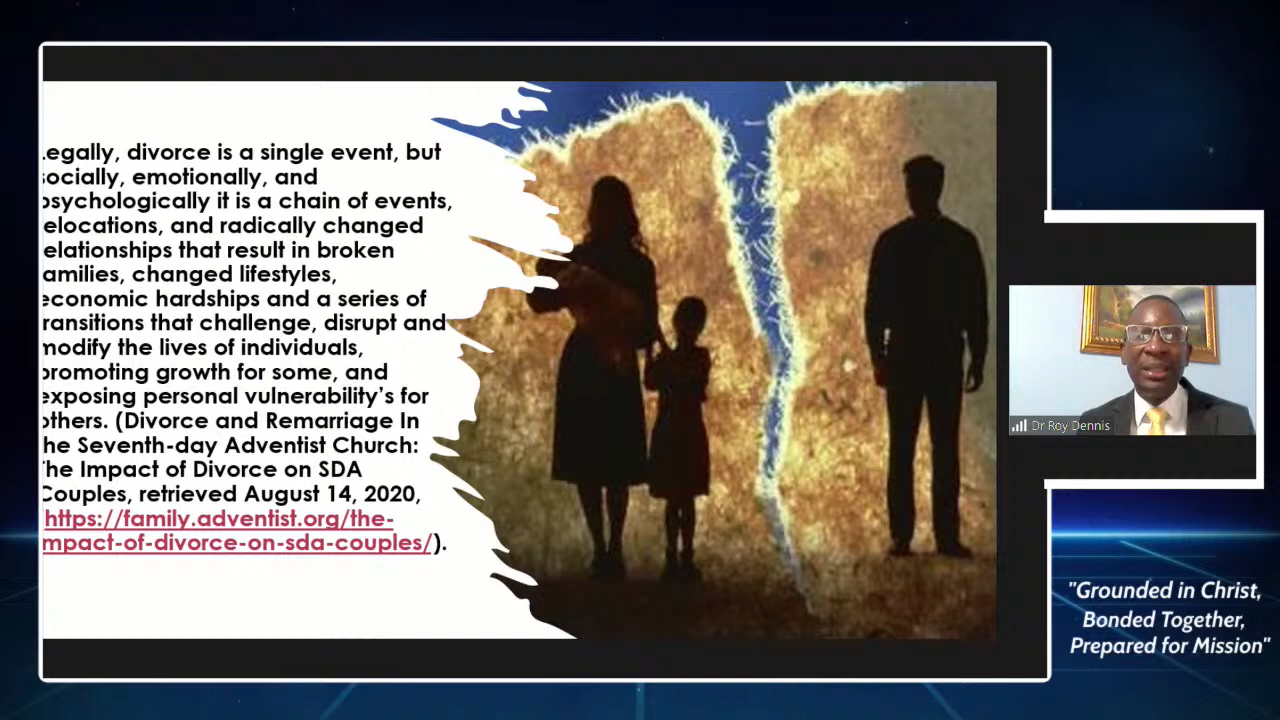 Legally, divorce is a single event, but
socially, emotionally, and
psychologically it is a chain of events,
elocations, and radically changed
elationships that result in broken
amilies, changed lifestyles,
economic hardships and a series of
ransitions that challenge, disrupt and
modify the lives of individuals,
promoting growth for some, and
exposing personal vulnerability's for
others. (Divorce and Remarriage In
he Seventh-day Adventist Church:
The Impact of Divorce on SDA
Couples, retrieved August 14, 2020,
https://family.adventist.org/the-
mpact-of-divorce-on-sda-couples/).
Dr Roy Dennis
"Grounded in Christ,
Bonded Together,
Prepared for Mission"